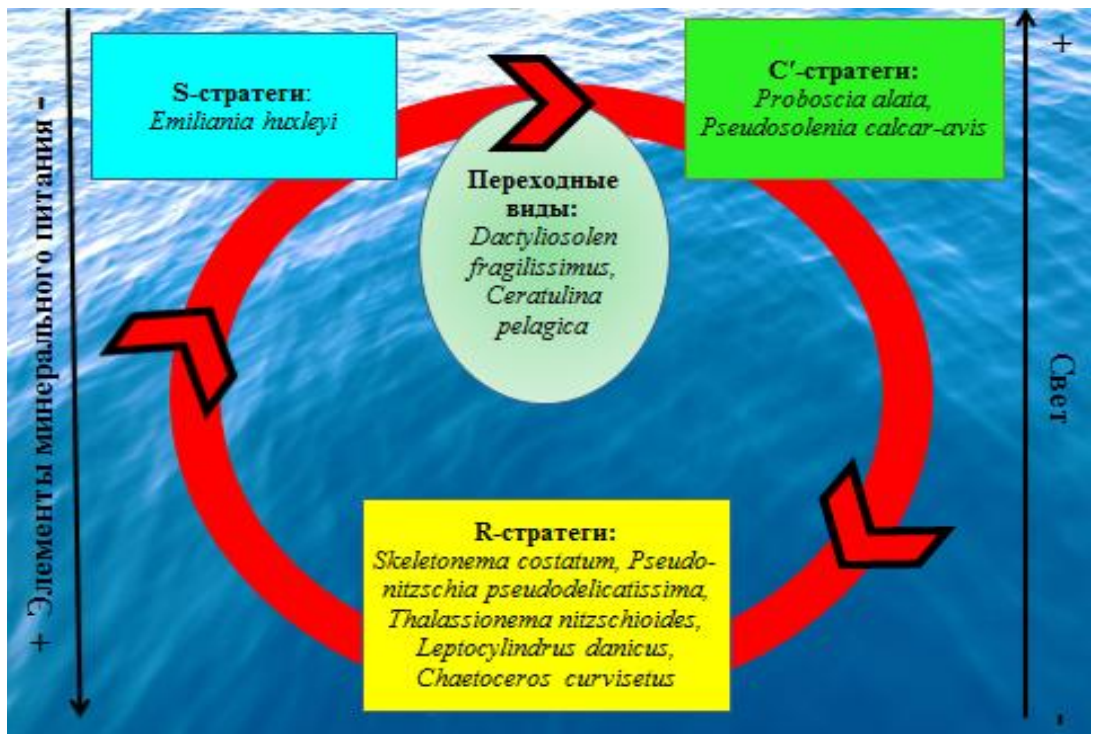 + Элементы минерального питания -
S-стратеги:
Emiliania huxleyi
C'-стратеги:
Proboscia alata,
Pseudosolenia calcar-avis
Переходные
виды:
Dactyliosolen
fragilissimus,
Ceratulina
pelagica
R-стратеги:
Skeletonema costatum, Pseudo-
nitzschia pseudodelicatissima,
Thalassionema nitzschioides,
Leptocylindrus danicus,
Chaetoceros curvisetus
+
Свет
-